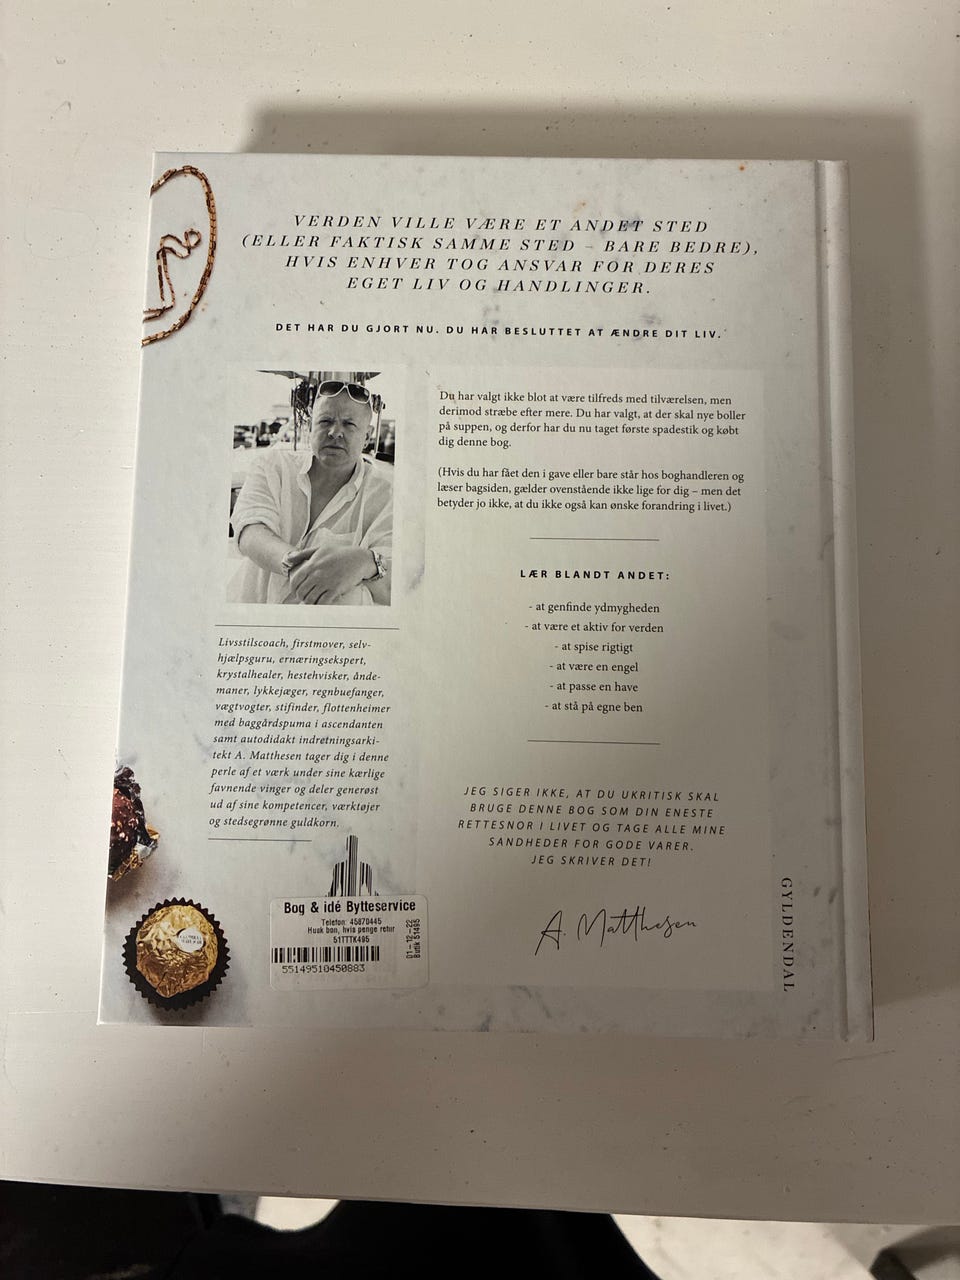 VERDEN VILLE VÆRE ET ANDET STED
(ELLER FAKTISK SAMME STED – BARE BEDRE),
HVIS ENHVER TOG ANSVAR FOR DERES
EGET LIV OG HANDLINGER.
DET HAR DU GJORT NU. DU HAR BESLUTTET AT ÆNDRE DIT LIV.
Du har valgt ikke blot at være tilfreds med tilværelsen, men
derimod stræbe efter mere. Du har valgt, at der skal nye boller
på suppen, og derfor har du nu taget første spadestik og købt
dig denne bog.
(Hvis du har fået den i gave eller bare står hos boghandleren og
læser bagsiden, gælder ovenstående ikke lige for dig – men det
betyder jo ikke, at du ikke også kan ønske forandring i livet.)
LÆR BLANDT ANDET:
- at genfinde ydmygheden
- at være et aktiv for verden
- at spise rigtigt
- at være en engel
- at passe en have
- at stå på egne ben
Livsstilscoach, firstmover, selv-
hjælpsguru, ernæringsekspert,
krystalhealer, hestehvisker, ånde-
maner, lykkejæger, regnbuefanger,
vægtvogter, stifinder, flottenheimer
med baggårdspuma i ascendanten
samt autodidakt indretningsarki-
tekt A. Matthesen tager dig i denne
perle af et værk under sine kærlige
favnende vinger og deler generøst
ud af sine kompetencer, værktøjer
og stedsegrønne guldkorn.
JEG SIGER IKKE, AT DU UKRITISK SKAL
BRUGE DENNE BOG SOM DIN ENESTE
RETTESNOR I LIVET OG TAGE ALLE MINE
SANDHEDER FOR GODE VARER.
JEG SKRIVER DET!
A. Matthesen
GYLDENDAL
Bog & idé Bytteservice
Telefon: 45870445
Husk bon, hvis penge retur
51TTTK495
55149510450883
01-12-22
Butik 51495